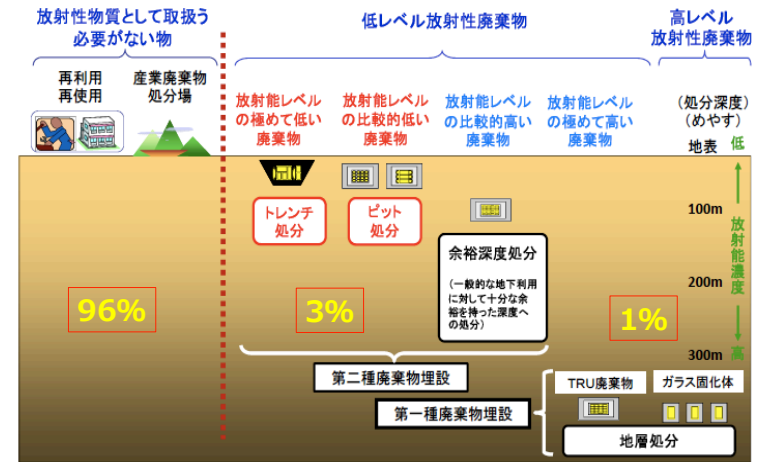 放射性物質として取扱う
必要がない物
低レベル放射性廃棄物
高レベル
放射性廃棄物
再利用
再使用
産業廃棄物
処分場
放射能レベル
の極めて低い
廃棄物
放射能レベル
の比較的低い
廃棄物
放射能レベル
の比較的高い
廃棄物
放射能レベル
の極めて高い
廃棄物
(処分深度)
(めやす)
地表
低
トレンチ
処分
ピット
処分
余裕深度処分
(一般的な地下利用
に対して十分な余
裕を持った深度へ
の処分)
100m
200m
300m
放射能濃度
高
96%
3%
1%
第二種廃棄物埋設
第一種廃棄物埋設
TRU廃棄物
ガラス固化体
地層処分